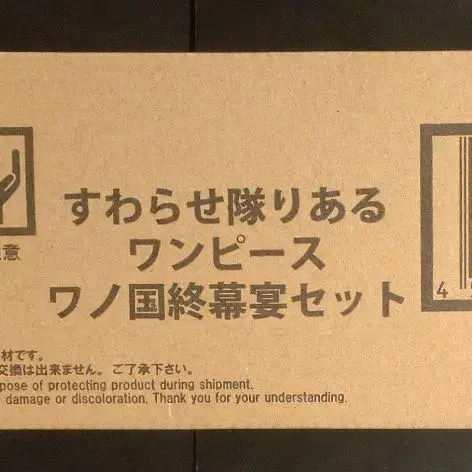 すわらせ隊りある
ワンピース
ワノ国終幕宴セット
意
4
材です。
交換は出来ません。ご了承下さい。
pose of protecting product during shipment.
damage or discoloration. Thank you for your understanding.